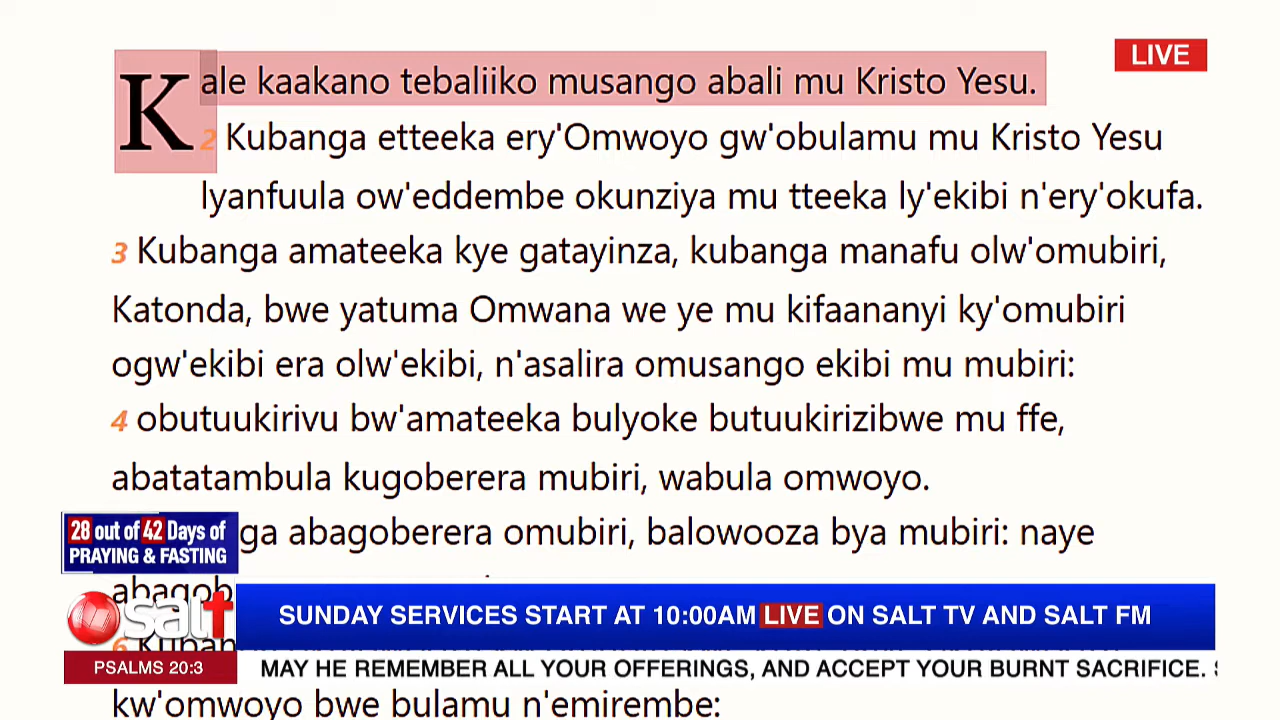 LIVE
Kale kaakano tebaliiko musango abali mu Kristo Yesu.
2 Kubanga etteeka ery'Omwoyo gw'obulamu mu Kristo Yesu
lyanfuula ow'eddembe okunziya mu tteeka ly'ekibi n'ery'okufa.
3 Kubanga amateeka kye gatayinza, kubanga manafu olw'omubiri,
Katonda, bwe yatuma Omwana we ye mu kifaananyi ky'omubiri
ogw'ekibi era olw'ekibi, n'asalira omusango ekibi mu mubiri:
4 obutuukirivu bw'amateeka bulyoke butuukirizibwe mu ffe,
abatatambula kugoberera mubiri, wabula omwoyo.
28 out of 42 Days of
PRAYING & FASTING
ga abagoberera omubiri, balowooza bya mubiri: naye
salt
SUNDAY SERVICES START AT 10:00AM LIVE ON SALT TV AND SALT FM
PSALMS 20:3
MAY HE REMEMBER ALL YOUR OFFERINGS, AND ACCEPT YOUR BURNT SACRIFICE.
kw'omwoyo bwe bulamu n'emirembe: